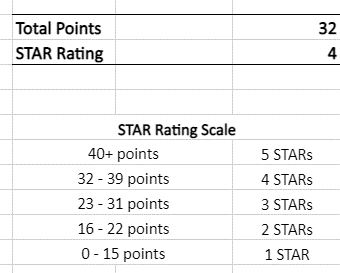 Total Points 32
STAR Rating 4
STAR Rating Scale
40+ points 5 STARs
32 - 39 points 4 STARs
23 - 31 points 3 STARs
16 - 22 points 2 STARs
0 - 15 points 1 STAR